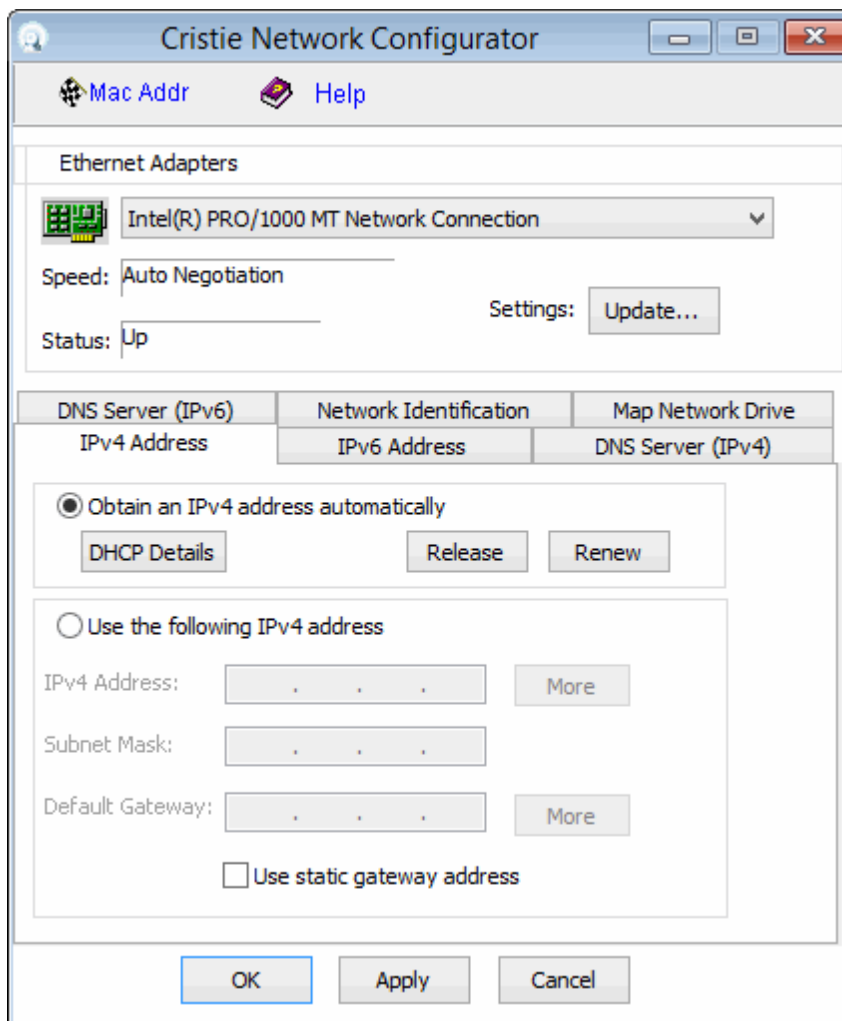 Cristie Network Configurator
Mac Addr Help
Ethernet Adapters
Intel(R) PRO/1000 MT Network Connection
Speed: Auto Negotiation
Settings: Update...
Status: Up
DNS Server (IPv6) Network Identification Map Network Drive
IPv4 Address IPv6 Address DNS Server (IPv4)
Obtain an IPv4 address automatically
DHCP Details Release Renew
Use the following IPv4 address
IPv4 Address: . . . More
Subnet Mask: . . .
Default Gateway: . . . More
Use static gateway address
OK Apply Cancel